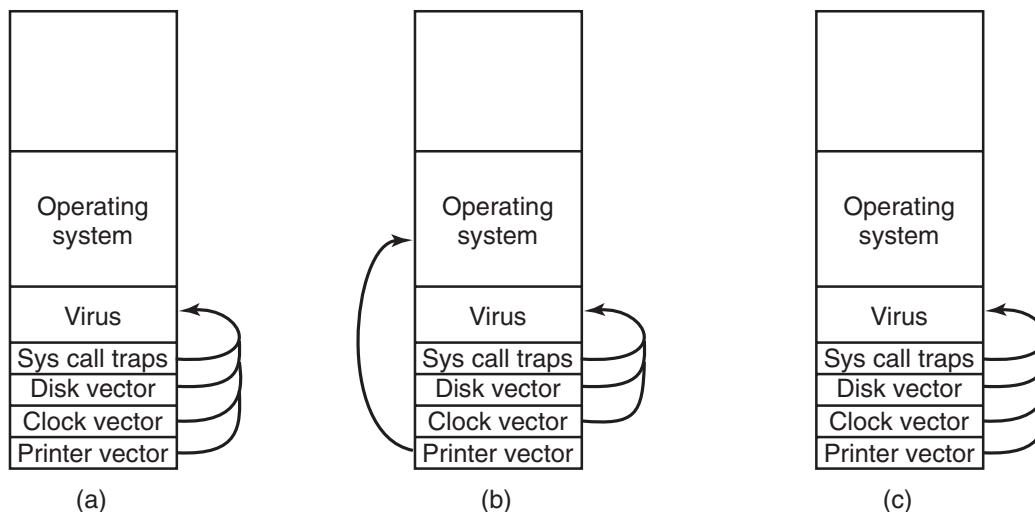 Operating
system
Virus
Sys call traps
Disk vector
Clock vector
Printer vector
(a)
Operating
system
Virus
Sys call traps
Disk vector
Clock vector
Printer vector
(b)
Operating
system
Virus
Sys call traps
Disk vector
Clock vector
Printer vector
(c)